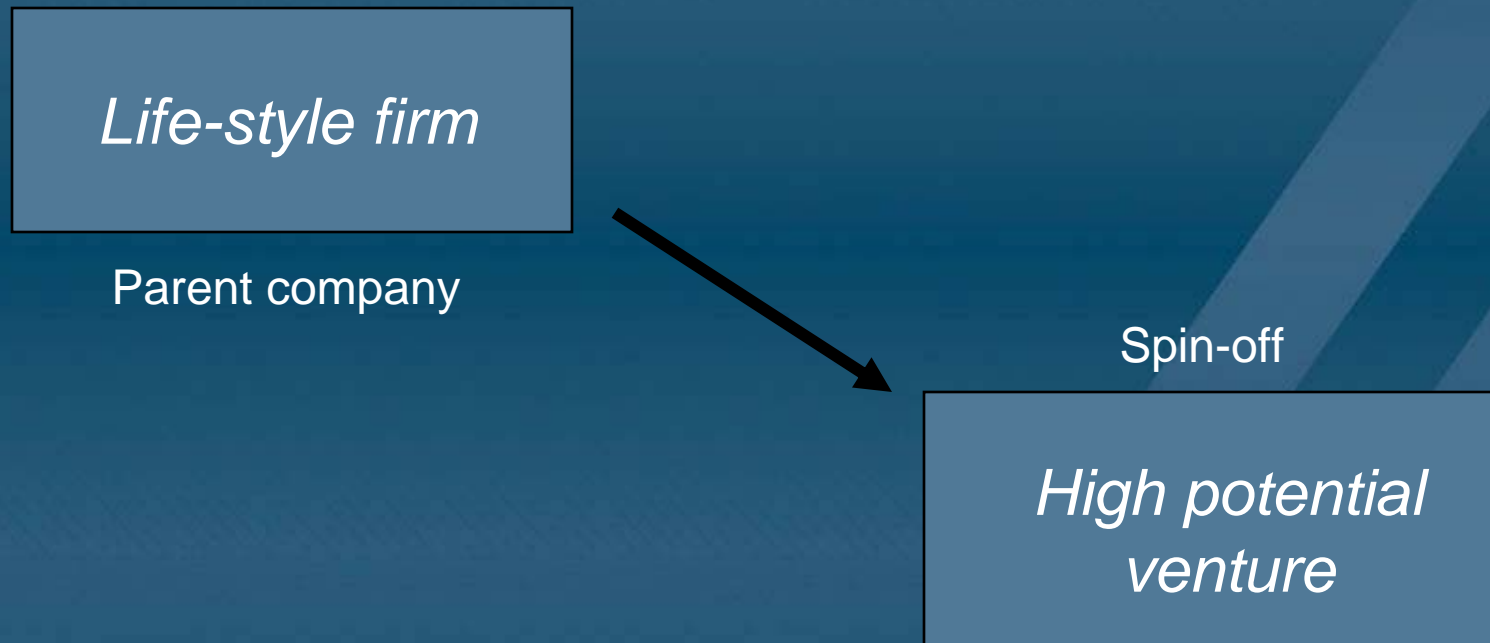 Life-style firm
Parent company
Spin-off
High potential
venture